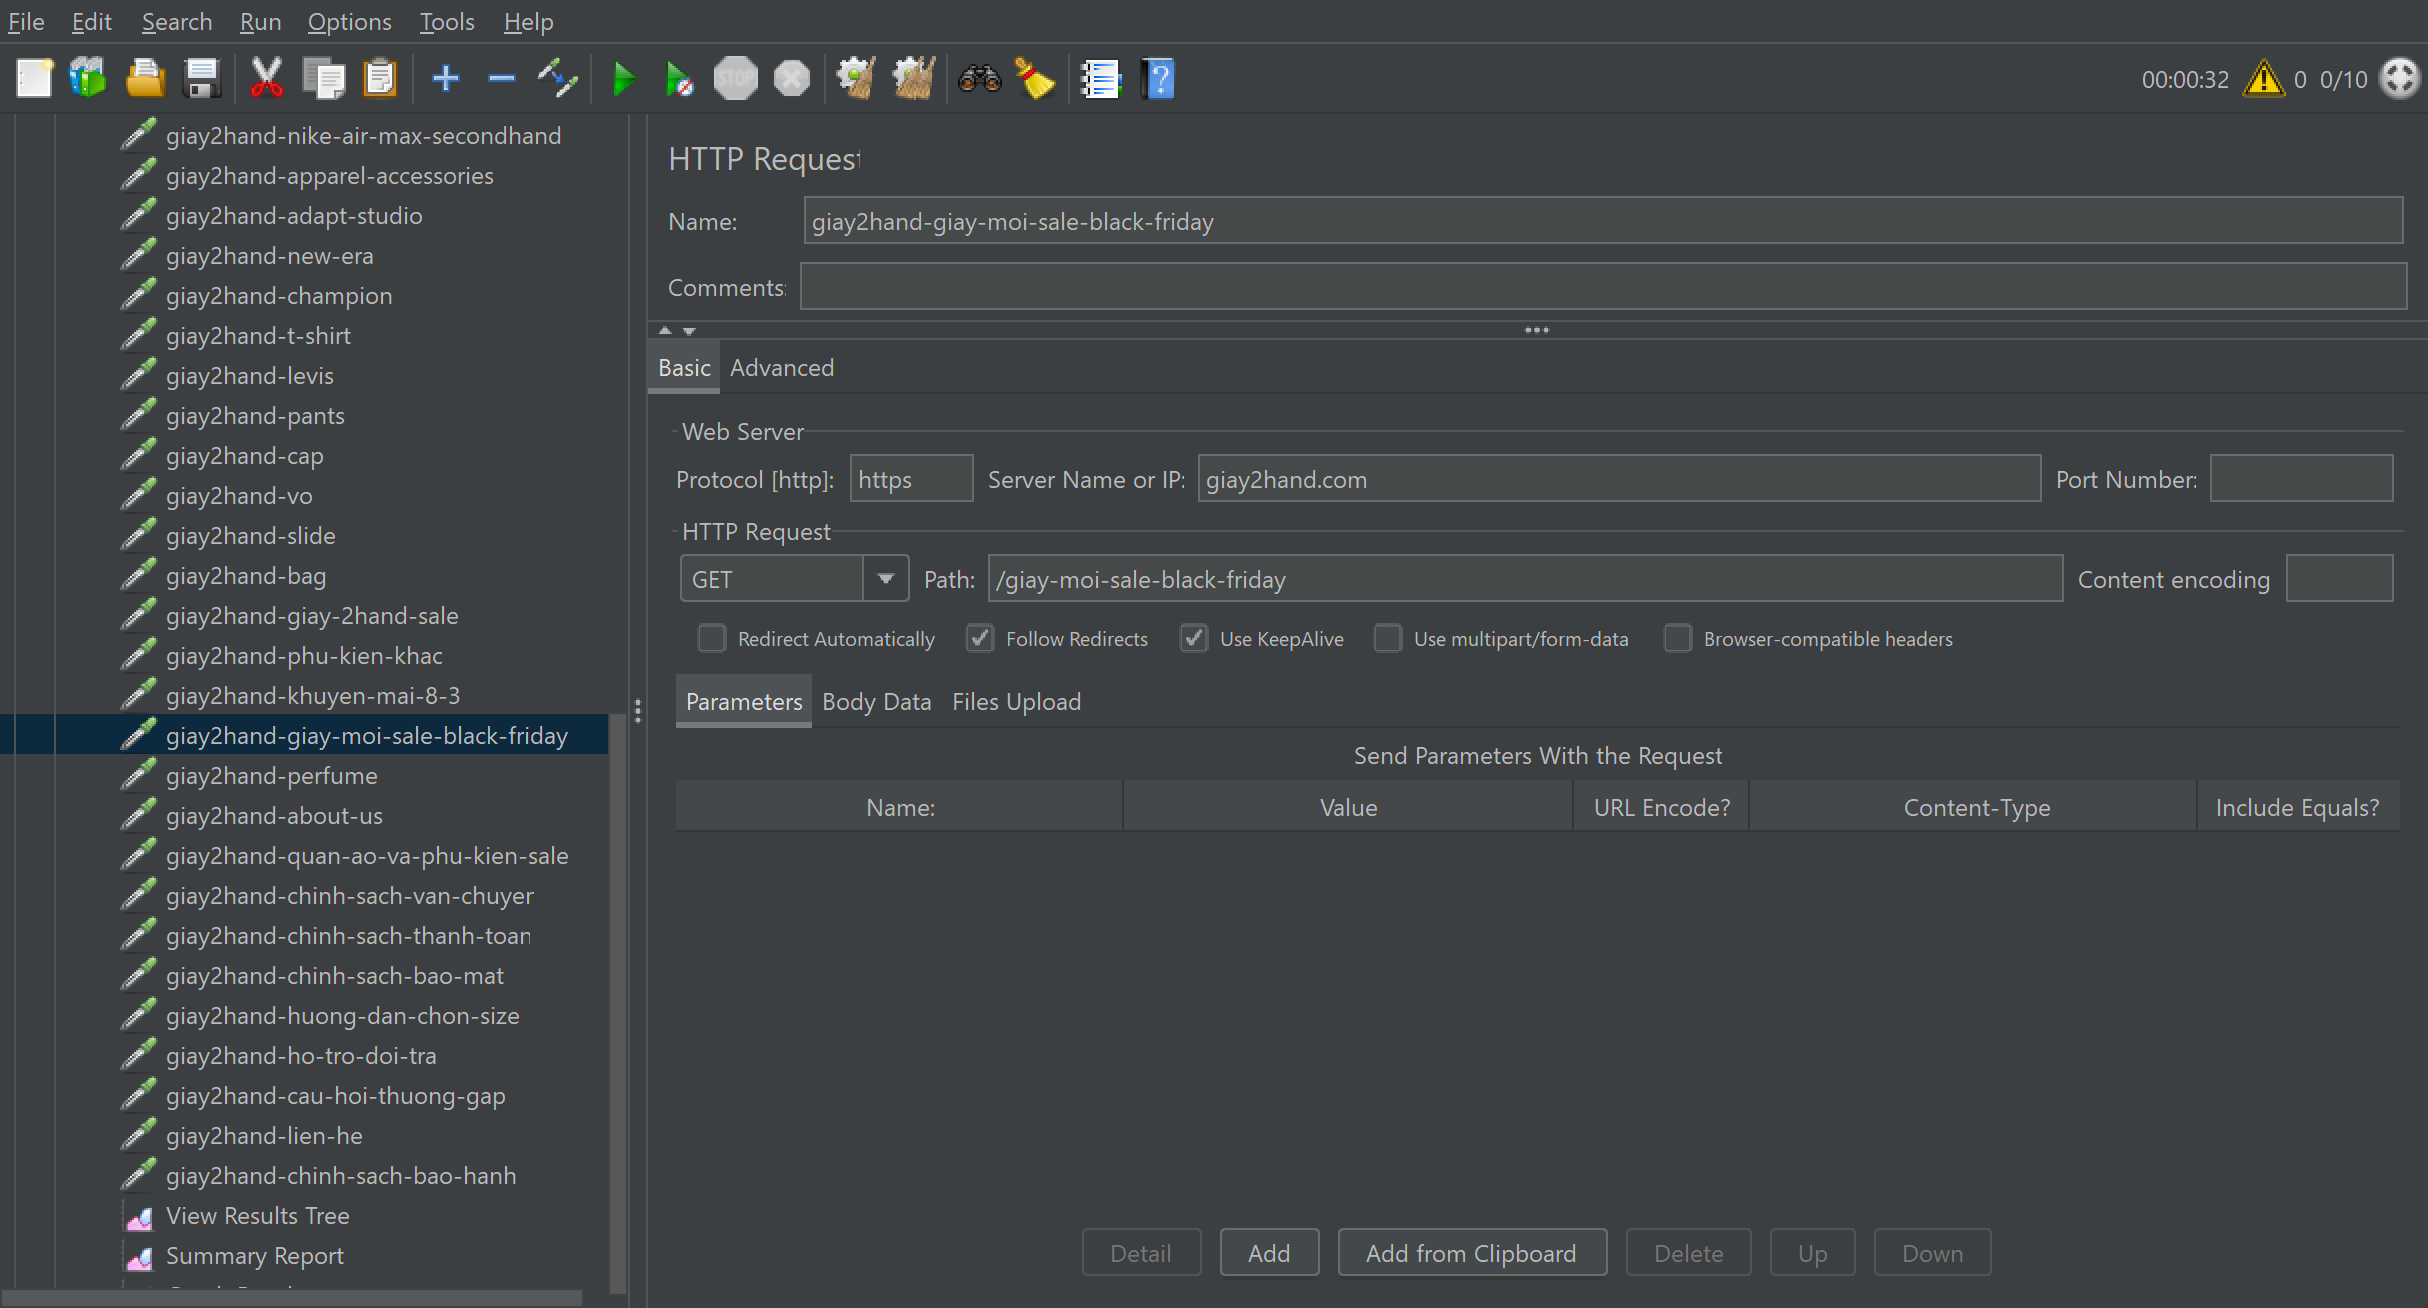 File Edit Search Run Options Tools Help
STOP
00:00:32 0 0/10
giay2hand-nike-air-max-secondhand
giay2hand-apparel-accessories
giay2hand-adapt-studio
giay2hand-new-era
giay2hand-champion
giay2hand-t-shirt
giay2hand-levis
giay2hand-pants
giay2hand-cap
giay2hand-vo
giay2hand-slide
giay2hand-bag
giay2hand-giay-2hand-sale
giay2hand-phu-kien-khac
giay2hand-khuyen-mai-8-3
giay2hand-giay-moi-sale-black-friday
giay2hand-perfume
giay2hand-about-us
giay2hand-quan-ao-va-phu-kien-sale
giay2hand-chinh-sach-van-chuyer
giay2hand-chinh-sach-thanh-toan
giay2hand-chinh-sach-bao-mat
giay2hand-huong-dan-chon-size
giay2hand-ho-tro-doi-tra
giay2hand-cau-hoi-thuong-gap
giay2hand-lien-he
giay2hand-chinh-sach-bao-hanh
View Results Tree
Summary Report
HTTP Request
Name: giay2hand-giay-moi-sale-black-friday
Comments:
Basic Advanced
Web Server
Protocol [http]: https Server Name or IP: giay2hand.com Port Number:
HTTP Request
GET Path: /giay-moi-sale-black-friday Content encoding
Redirect Automatically Follow Redirects Use KeepAlive Use multipart/form-data Browser-compatible headers
Parameters Body Data Files Upload
Send Parameters With the Request
Name: Value URL Encode? Content-Type Include Equals?
Detail Add Add from Clipboard Delete Up Down